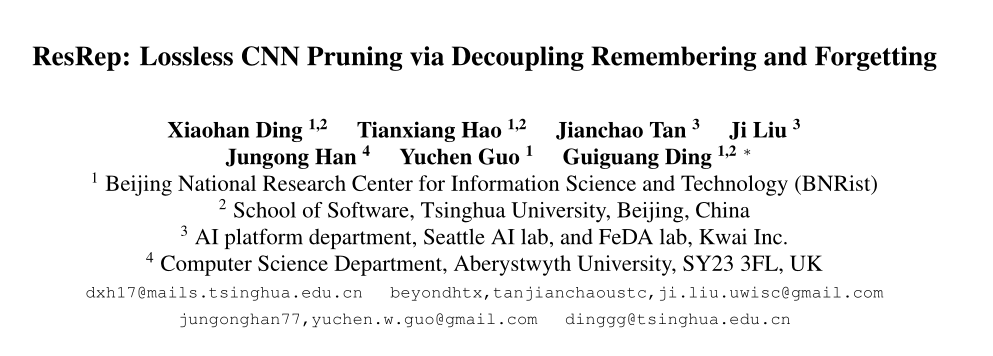 ResRep: Lossless CNN Pruning via Decoupling Remembering and Forgetting
Xiaohan Ding 1,2 Tianxiang Hao 1,2 Jianchao Tan 3 Ji Liu 3
Jungong Han 4 Yuchen Guo 1 Guiguang Ding 1,2 *
1 Beijing National Research Center for Information Science and Technology (BNRist)
2 School of Software, Tsinghua University, Beijing, China
3 AI platform department, Seattle AI lab, and FeDA lab, Kwai Inc.
4 Computer Science Department, Aberystwyth University, SY23 3FL, UK
dxh17@mails.tsinghua.edu.cn beyondhtx,tanjianchaoustc,ji.liu.uwisc@gmail.com
jungonghan77,yuchen.w.guo@gmail.com dinggg@tsinghua.edu.cn